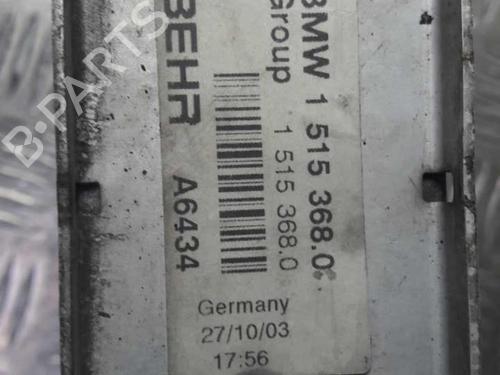 BMW 1 515 368.0
Group 1 515 368.0
BEHR A6434
Germany
27/10/03
17:56
B-PARTS